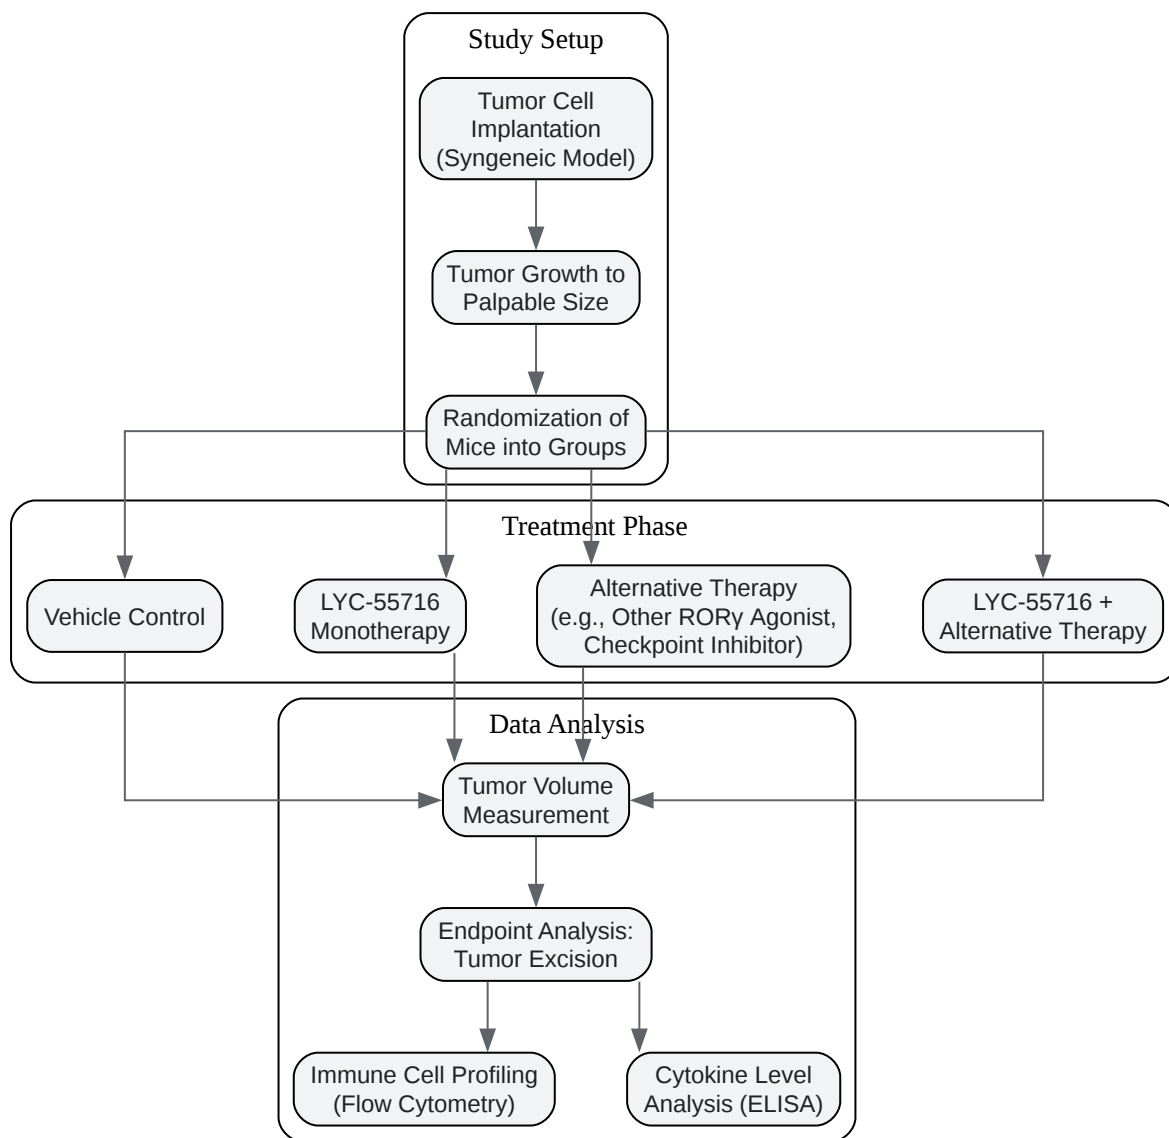 Study Setup
Tumor Cell
Implantation
(Syngeneic Model)
Tumor Growth to
Palpable Size
Randomization of
Mice into Groups
Treatment Phase
Vehicle Control
LYC-55716
Monotherapy
Alternative Therapy
(e.g., Other RORγ Agonist,
Checkpoint Inhibitor)
LYC-55716 +
Alternative Therapy
Data Analysis
Tumor Volume
Measurement
Endpoint Analysis:
Tumor Excision
Immune Cell Profiling
(Flow Cytometry)
Cytokine Level
Analysis (ELISA)